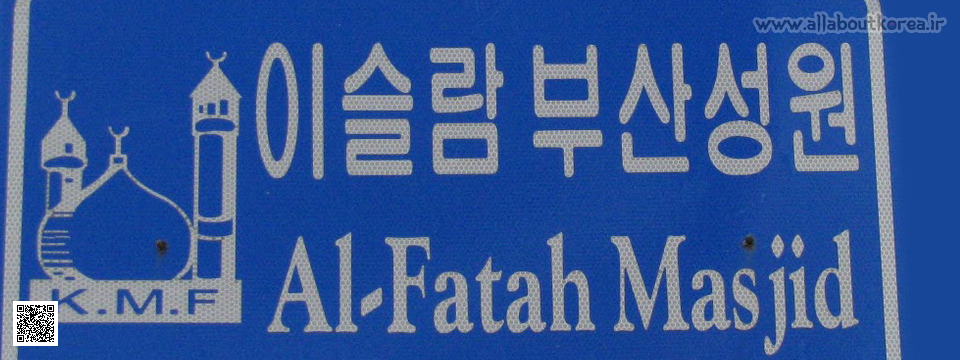 www.allaboutkorea.ir
이슬람 부산성원
Al-Fatah Masjid
K.M.F